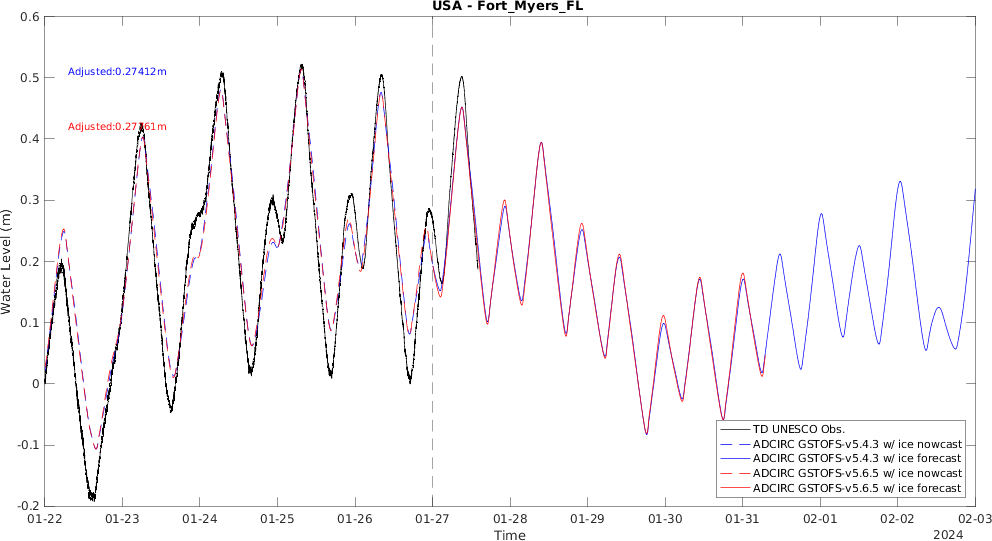 USA - Fort_Myers_FL
0.6
0.5
0.4
0.3
0.2
0.1
0
-0.1
-0.2
Water Level (m)
Adjusted:0.27412m
01-22 01-23 01-24 01-25 01-26 01-27 01-28 01-29 01-30 01-31 02-01 02-02 02-03
Time
2024
TD UNESCO Obs.
ADCIRC GSTOFS-v5.4.3 w/ ice nowcast
ADCIRC GSTOFS-v5.4.3 w/ ice forecast
ADCIRC GSTOFS-v5.6.5 w/ ice nowcast
ADCIRC GSTOFS-v5.6.5 w/ ice forecast